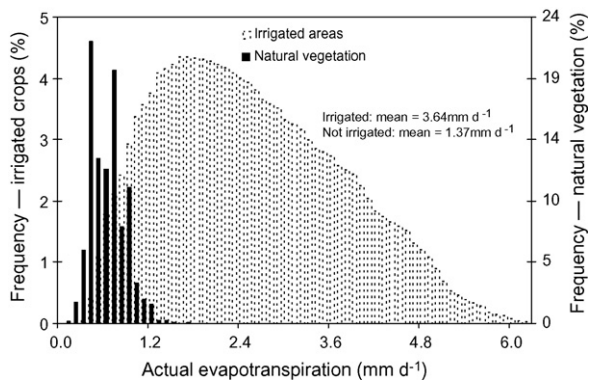 Frequency — irrigated crops (%)
5
4
3
2
1
0
Irrigated areas
Natural vegetation
Irrigated: mean = 3.64mm d⁻¹
Not irrigated: mean = 1.37mm d⁻¹
24
21
14
10
5
0
Frequency — natural vegetation (%)
0.0 1.2 2.4 3.6 4.8 6.0
Actual evapotranspiration (mm d⁻¹)